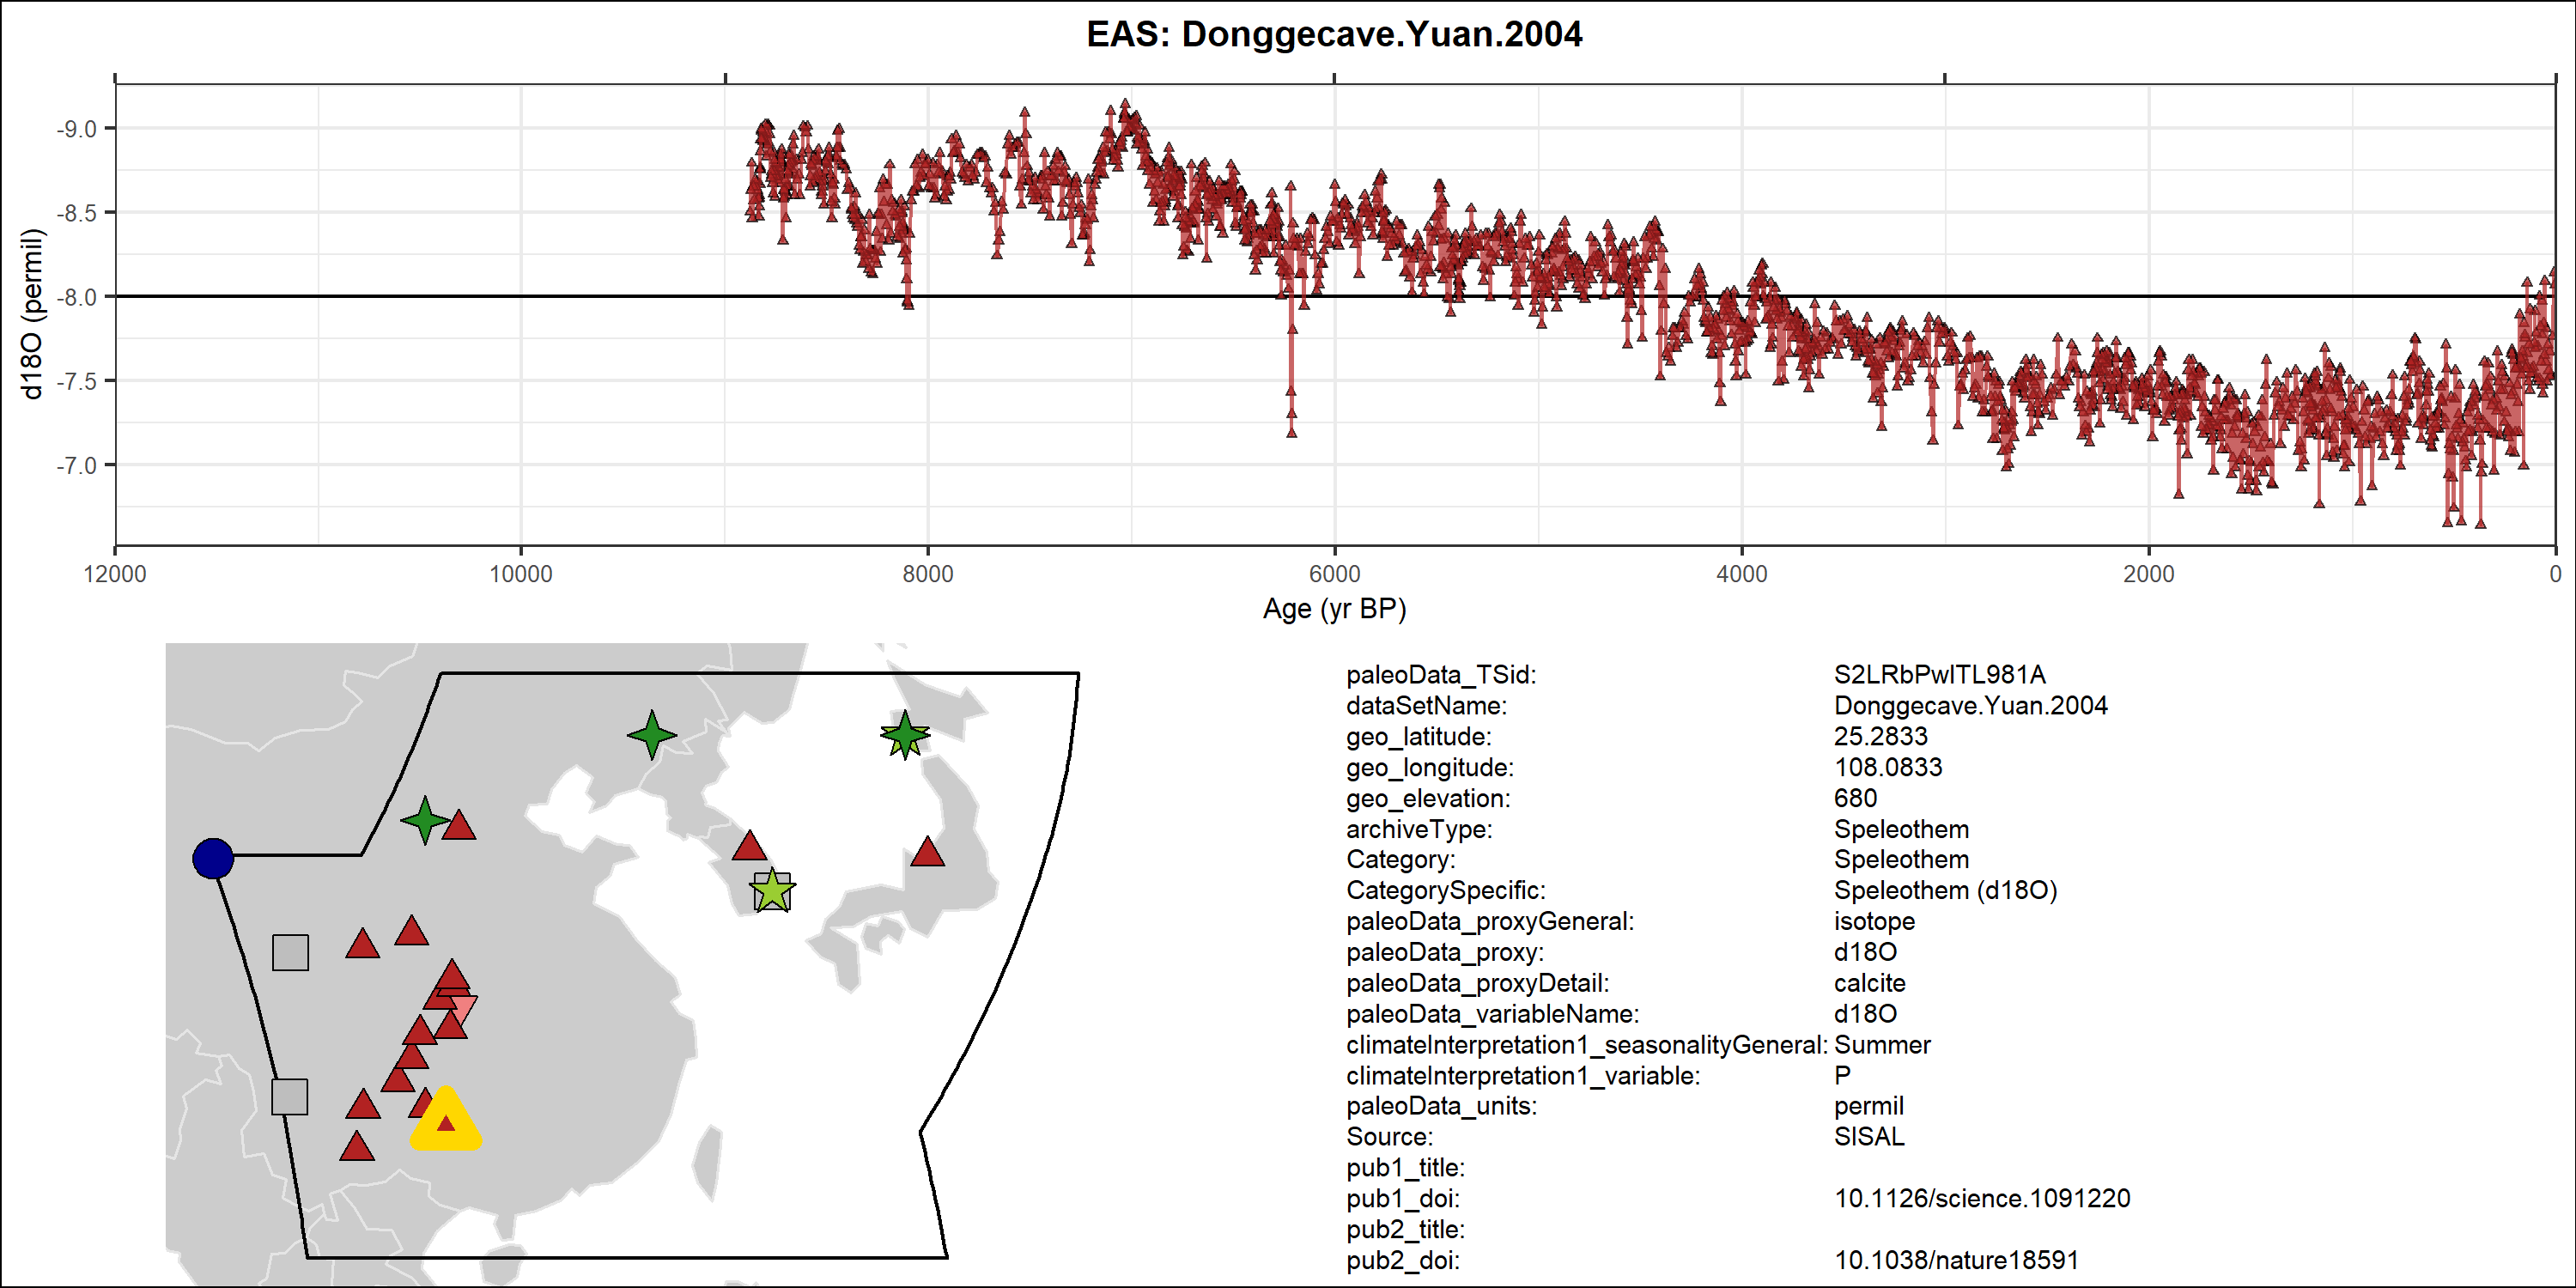 EAS: Donggecave.Yuan.2004
-9.0
-8.5
-8.0
-7.5
-7.0
d18O (permil)
12000 10000 8000 6000 4000 2000 0
Age (yr BP)
paleoData_TSid: S2LRbPwITL981A
dataSetName: Donggecave.Yuan.2004
geo_latitude: 25.2833
geo_longitude: 108.0833
geo_elevation: 680
archiveType: Speleothem
Category: Speleothem
CategorySpecific: Speleothem (d18O)
paleoData_proxyGeneral: isotope
paleoData_proxy: d18O
paleoData_proxyDetail: calcite
paleoData_variableName: d18O
climateInterpretation1_seasonalityGeneral: Summer
climateInterpretation1_variable: P
paleoData_units: permil
Source: SISAL
pub1_title:
pub1_doi: 10.1126/science.1091220
pub2_title:
pub2_doi: 10.1038/nature18591